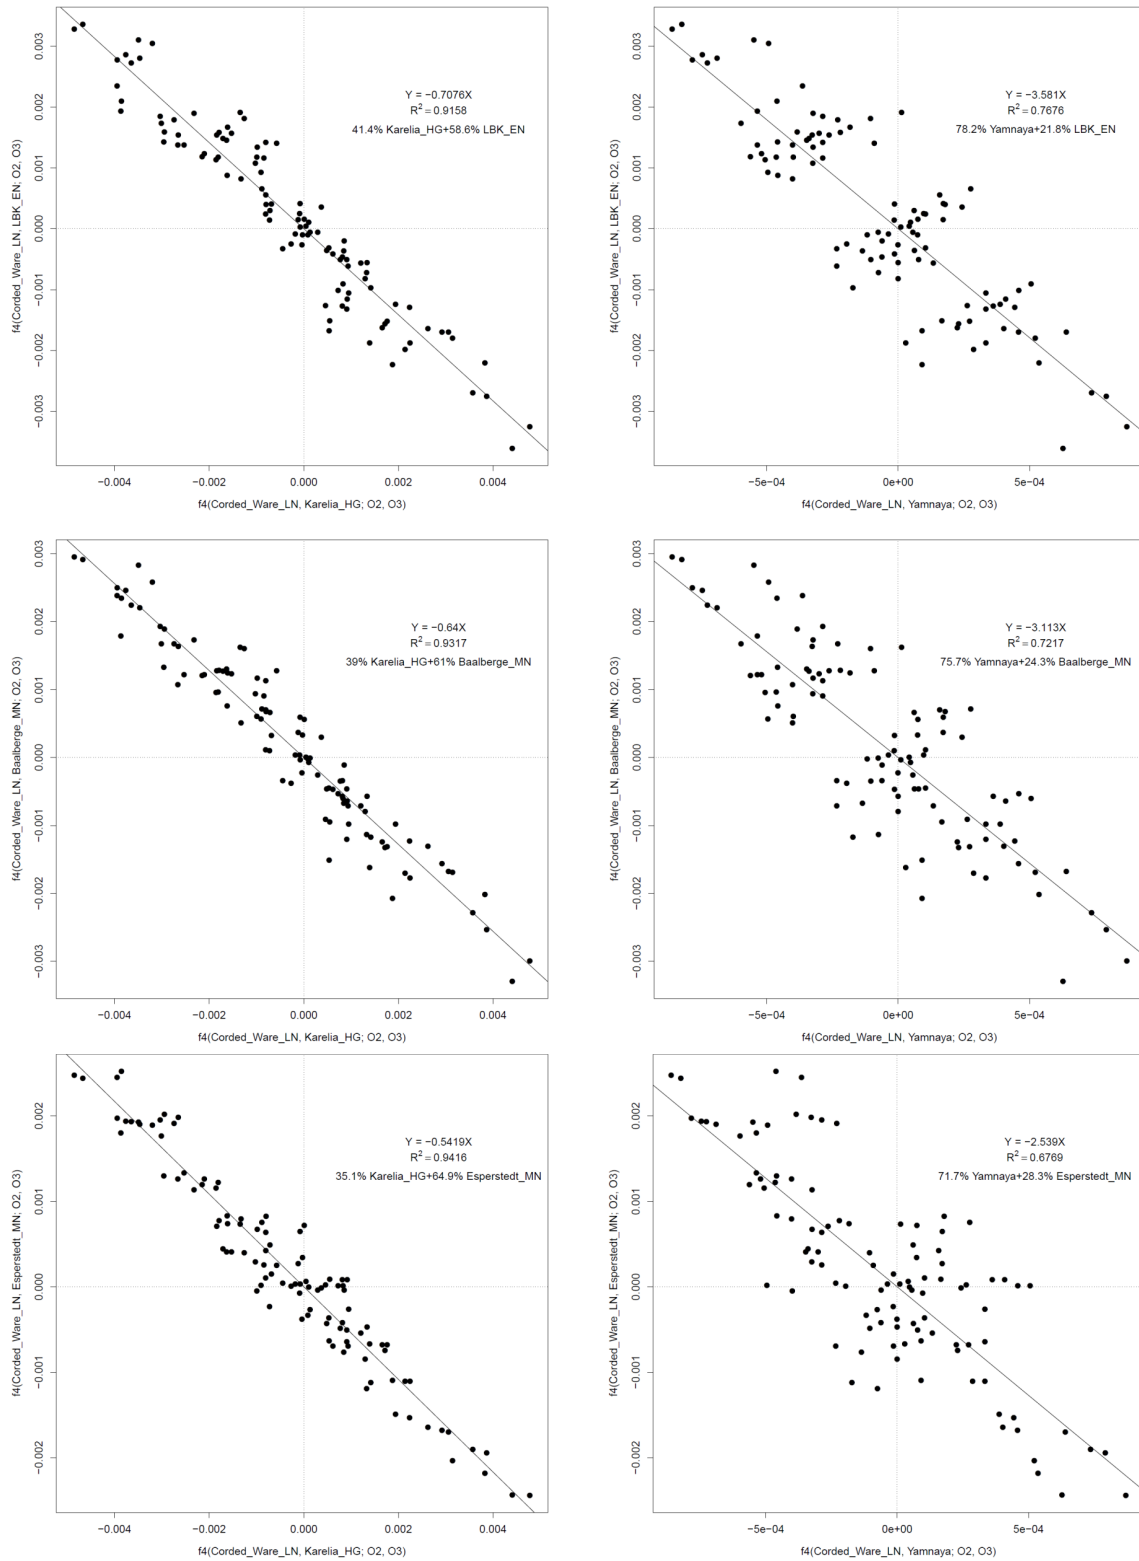 Y = −0.7076X
R² = 0.9158
41.4% Karelia_HG+58.6% LBK_EN
f4(Corded_Ware_LN, LBK_EN; O2, O3)
0.003
0.002
0.001
0.000
−0.001
−0.002
−0.003
−0.004
−0.002
0.000
0.002
0.004
f4(Corded_Ware_LN, Karelia_HG; O2, O3)
Y = −3.581X
R² = 0.7676
78.2% Yamnaya+21.8% LBK_EN
f4(Corded_Ware_LN, LBK_EN; O2, O3)
0.003
0.002
0.001
0.000
−0.001
−0.002
−0.003
−5e−04
0e+00
5e−04
f4(Corded_Ware_LN, Yamnaya; O2, O3)
Y = −0.64X
R² = 0.9317
39% Karelia_HG+61% Baalberge_MN
f4(Corded_Ware_LN, Baalberge_MN; O2, O3)
0.003
0.002
0.001
0.000
−0.001
−0.002
−0.003
−0.004
−0.002
0.000
0.002
0.004
f4(Corded_Ware_LN, Karelia_HG; O2, O3)
Y = −3.113X
R² = 0.7217
75.7% Yamnaya+24.3% Baalberge_MN
f4(Corded_Ware_LN, Baalberge_MN; O2, O3)
0.003
0.002
0.001
0.000
−0.001
−0.002
−0.003
−5e−04
0e+00
5e−04
f4(Corded_Ware_LN, Yamnaya; O2, O3)
Y = −0.5419X
R² = 0.9416
35.1% Karelia_HG+64.9% Esperstedt_MN
f4(Corded_Ware_LN, Esperstedt_MN; O2, O3)
0.002
0.001
0.000
−0.001
−0.002
−0.004
−0.002
0.000
0.002
0.004
f4(Corded_Ware_LN, Karelia_HG; O2, O3)
Y = −2.539X
R² = 0.6769
71.7% Yamnaya+28.3% Esperstedt_MN
f4(Corded_Ware_LN, Esperstedt_MN; O2, O3)
0.002
0.001
0.000
−0.001
−0.002
−5e−04
0e+00
5e−04
f4(Corded_Ware_LN, Yamnaya; O2, O3)